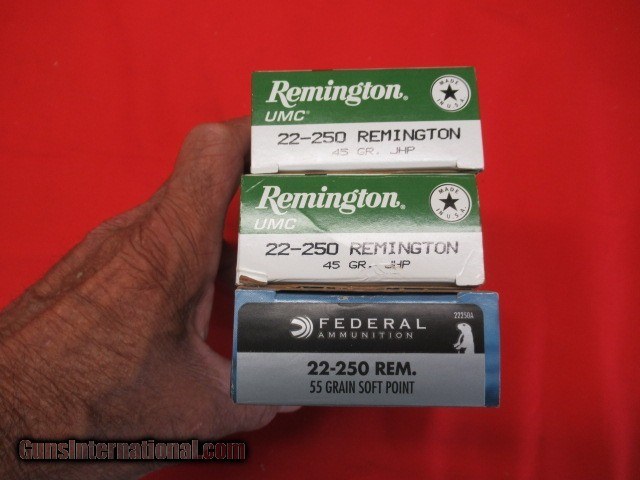 Remington®
UMC®
22-250 REMINGTON
45 GR. JHP
MADE
IN U.S.A.
Remington®
UMC
22-250 REMINGTON
45 GR. JHP
MADE
IN U.S.A.
FEDERAL
AMMUNITION
22250A
22-250 REM.
55 GRAIN SOFT POINT
GunsInternational.com